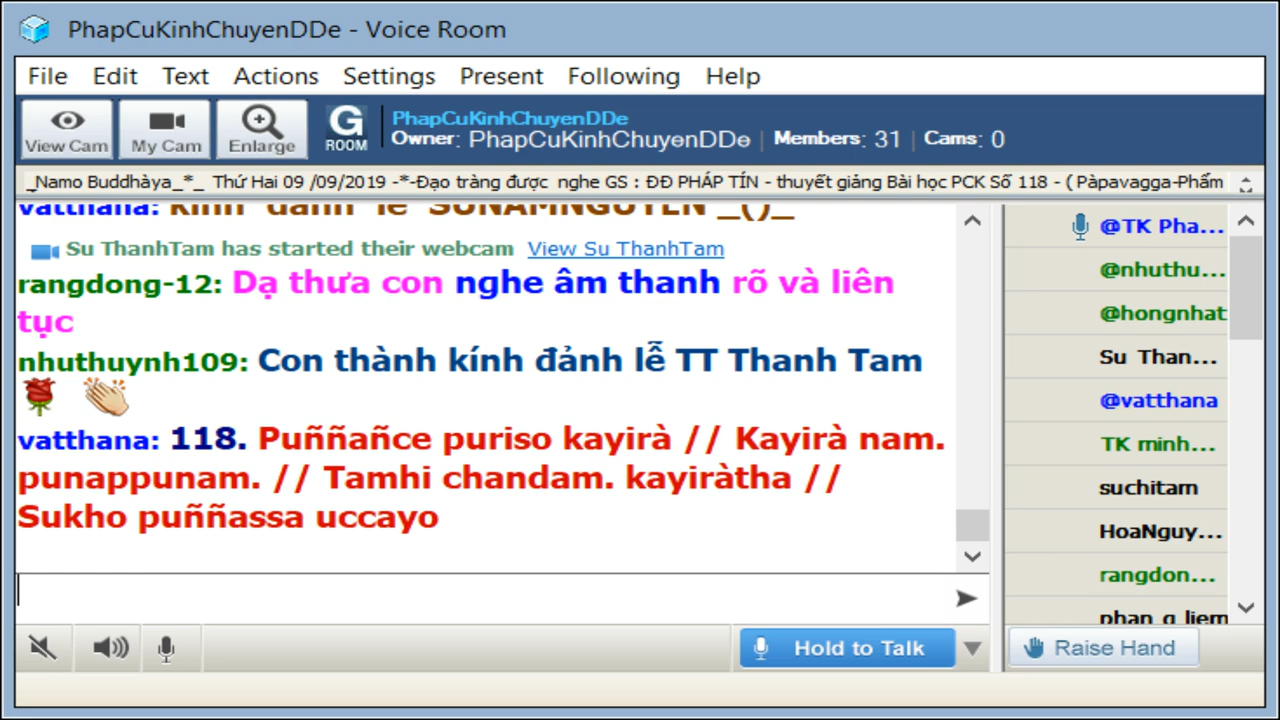 PhapCuKinhChuyenDDe - Voice Room
File Edit Text Actions Settings Present Following Help
View Cam My Cam Enlarge G ROOM
PhapCuKinhChuyenDDe
Owner: PhapCuKinhChuyenDDe | Members: 31 | Cams: 0
_Namo Buddhàya_*_ Thứ Hai 09 /09/2019 -*-Đạo tràng được nghe GS : ĐĐ PHÁP TÍN - thuyết giảng Bài học PCK Số 118 - ( Pàpavagga-Phẩm
vatthana: SUNAMNGUYEN _()_
Su ThanhTam has started their webcam View Su ThanhTam
rangdong-12: Dạ thưa con nghe âm thanh rõ và liên
tục
nhuthuynh109: Con thành kính đảnh lễ TT Thanh Tam
vatthana: 118. Puññañce puriso kayirà // Kayirà nam.
punappunam. // Tamhi chandam. kayiràtha //
Sukho puññassa uccayo
@TK Pha...
@nhuthu...
@hongnhat
Su Than...
@vatthana
TK minh...
suchitam
HoaNguy...
rangdon...
phan q liem
Hold to Talk
Raise Hand